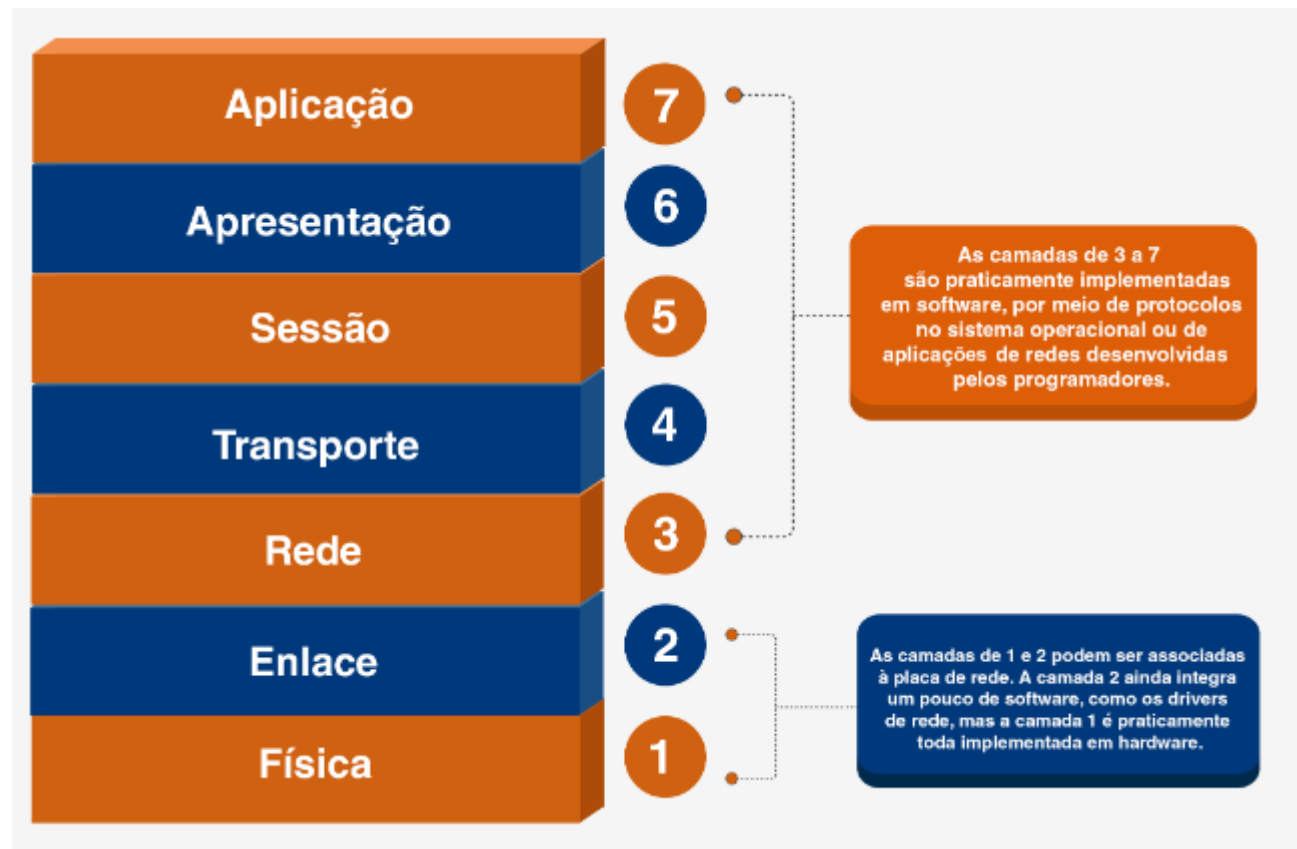 Aplicação
7
Apresentação
6
Sessão
5
Transporte
4
Rede
3
Enlace
2
Física
1
As camadas de 3 a 7
são praticamente implementadas
em software, por meio de protocolos
no sistema operacional ou de
aplicações de redes desenvolvidas
pelos programadores.
As camadas de 1 e 2 podem ser associadas
à placa de rede. A camada 2 ainda integra
um pouco de software, como os drivers
de rede, mas a camada 1 é praticamente
toda implementada em hardware.